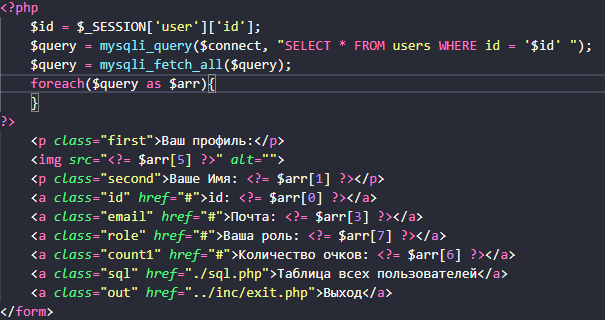 <?php
$id = $_SESSION['user']['id'];
$query = mysqli_query($connect, "SELECT * FROM users WHERE id = '$id' ");
$query = mysqli_fetch_all($query);
foreach($query as $arr){
}
?>
<p class="first">Ваш профиль:</p>
<img src="<?= $arr[5] ?>" alt="">
<p class="second">Ваше Имя: <?= $arr[1] ?></p>
<a class="id" href="#">id: <?= $arr[0] ?></a>
<a class="email" href="#">Почта: <?= $arr[3] ?></a>
<a class="role" href="#">Ваша роль: <?= $arr[7] ?></a>
<a class="count1" href="#">Количество очков: <?= $arr[6] ?></a>
<a class="sql" href="./sql.php">Таблица всех пользователей</a>
<a class="out" href="../inc/exit.php">Выход</a>
</form>